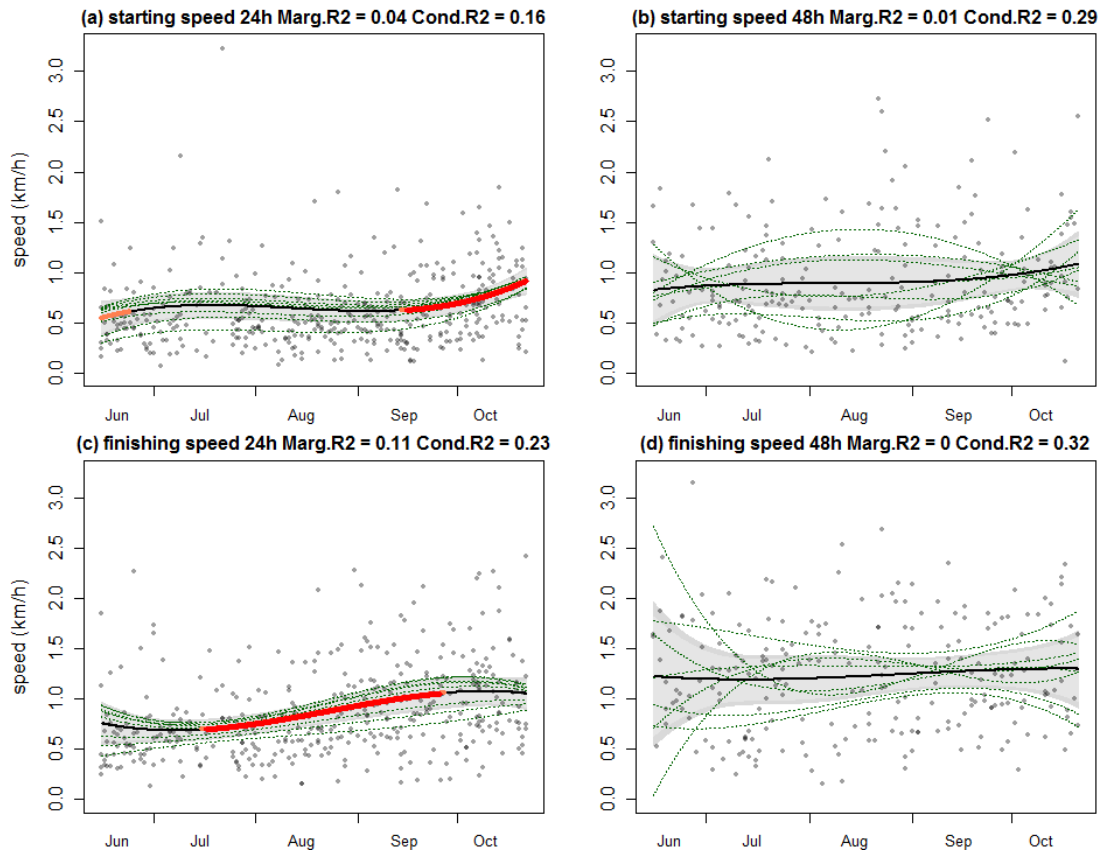 (a) starting speed 24h Marg.R2 = 0.04 Cond.R2 = 0.16
speed (km/h)
3.0
2.5
2.0
1.5
1.0
0.5
0.0
Jun Jul Aug Sep Oct
(b) starting speed 48h Marg.R2 = 0.01 Cond.R2 = 0.29
3.0
2.5
2.0
1.5
1.0
0.5
0.0
Jun Jul Aug Sep Oct
(c) finishing speed 24h Marg.R2 = 0.11 Cond.R2 = 0.23
speed (km/h)
3.0
2.5
2.0
1.5
1.0
0.5
0.0
Jun Jul Aug Sep Oct
(d) finishing speed 48h Marg.R2 = 0 Cond.R2 = 0.32
3.0
2.5
2.0
1.5
1.0
0.5
0.0
Jun Jul Aug Sep Oct